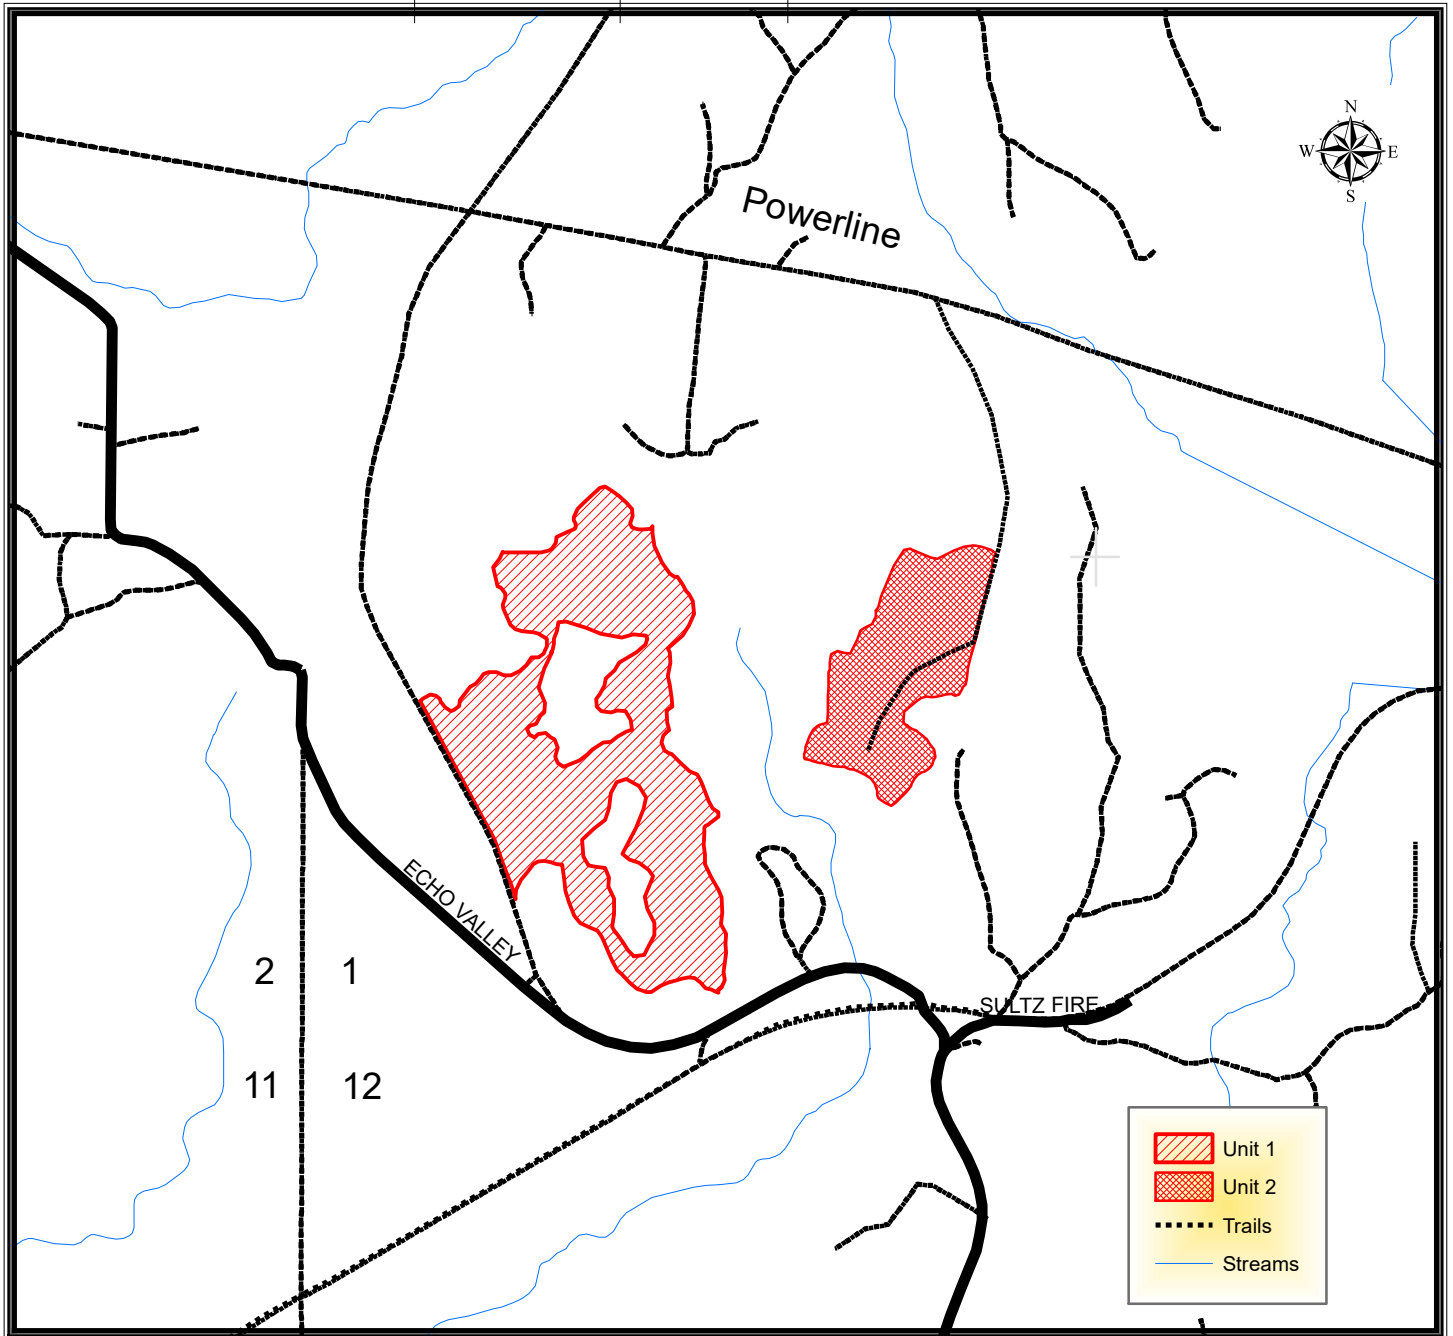 N
W E
S
Powerline
ECHO VALLEY
2 1
SULTZ FIRE
11 12
Unit 1
Unit 2
Trails
Streams